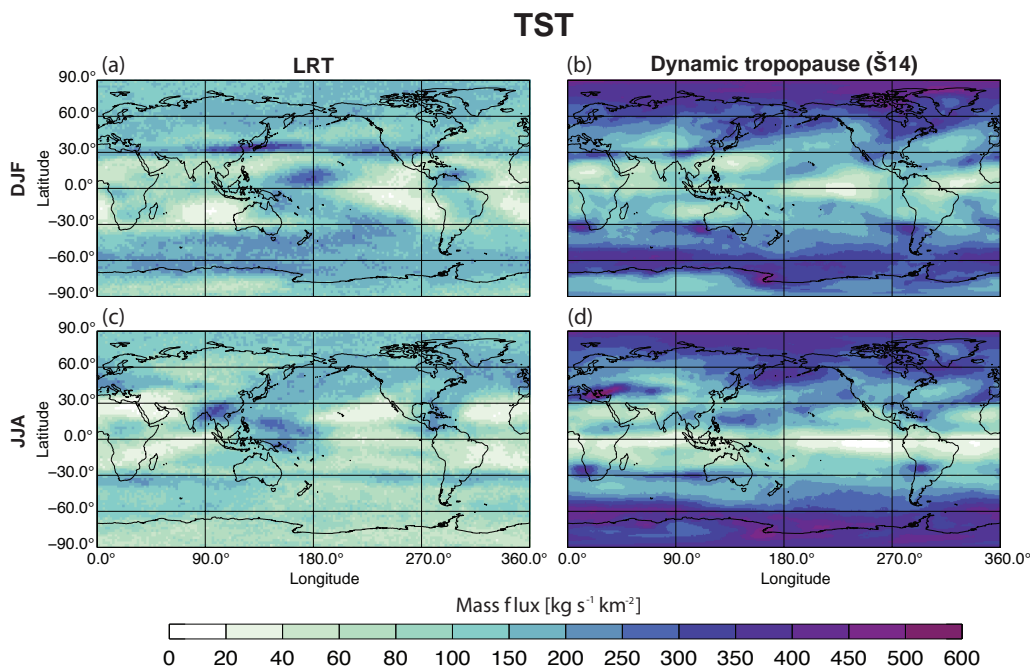 TST
(a) LRT
(b) Dynamic tropopause (Š14)
90.0°
60.0°
30.0°
0.0°
−30.0°
−60.0°
−90.0°
DJF
Latitude
(c)
(d)
90.0°
60.0°
30.0°
0.0°
−30.0°
−60.0°
−90.0°
JJA
Latitude
0.0° 90.0° 180.0° 270.0° 360.0°
0.0° 90.0° 180.0° 270.0° 360.0°
Longitude
Longitude
Mass flux [kg s⁻¹ km⁻²]
0 20 40 60 80 100 150 200 250 300 350 400 450 500 600